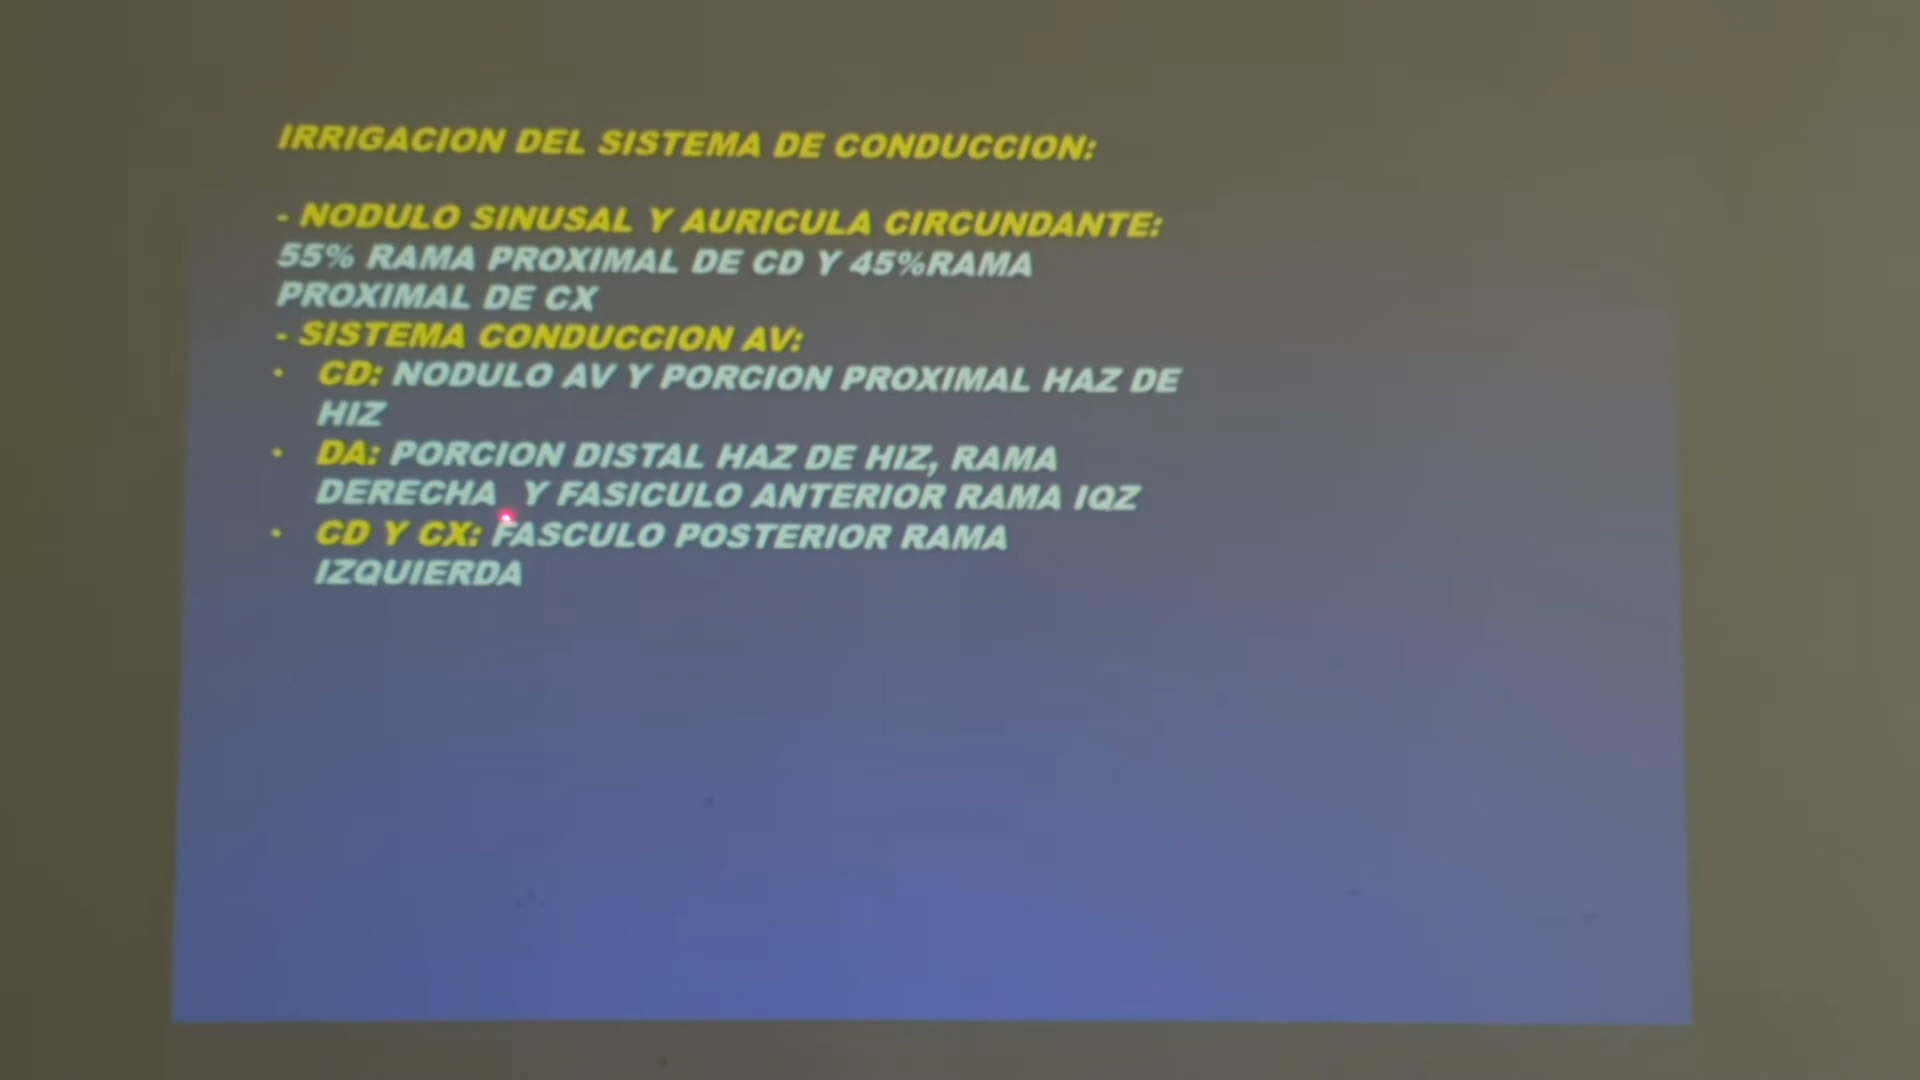 IRRIGACION DEL SISTEMA DE CONDUCCION:
- NODULO SINUSAL Y AURICULA CIRCUNDANTE:
55% RAMA PROXIMAL DE CD Y 45%RAMA
PROXIMAL DE CX
- SISTEMA CONDUCCION AV:
• CD: NODULO AV Y PORCION PROXIMAL HAZ DE
HIZ
• DA: PORCION DISTAL HAZ DE HIZ, RAMA
DERECHA Y FASICULO ANTERIOR RAMA IQZ
• CD Y CX: FASCULO POSTERIOR RAMA
IZQUIERDA